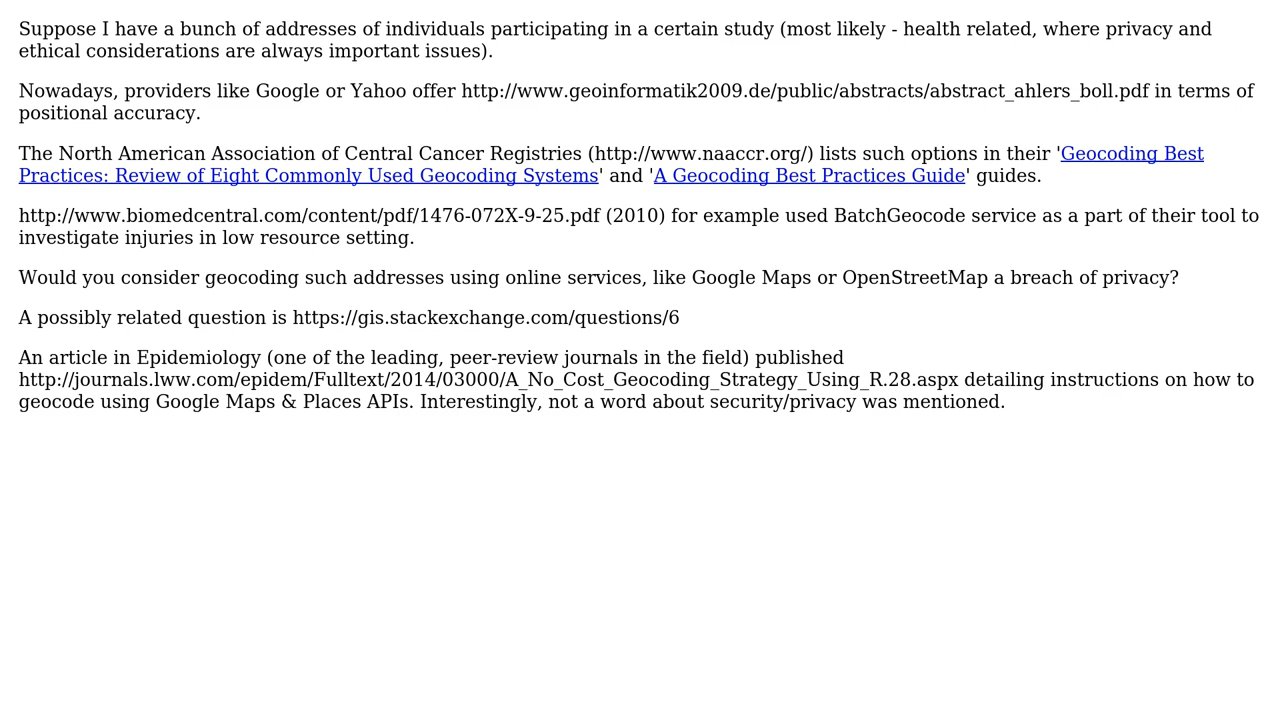 Suppose I have a bunch of addresses of individuals participating in a certain study (most likely - health related, where privacy and
ethical considerations are always important issues).
Nowadays, providers like Google or Yahoo offer http://www.geoinformatik2009.de/public/abstracts/abstract_ahlers_boll.pdf in terms of
positional accuracy.
The North American Association of Central Cancer Registries (http://www.naaccr.org/) lists such options in their 'Geocoding Best
Practices: Review of Eight Commonly Used Geocoding Systems' and 'A Geocoding Best Practices Guide' guides.
http://www.biomedcentral.com/content/pdf/1476-072X-9-25.pdf (2010) for example used BatchGeocode service as a part of their tool to
investigate injuries in low resource setting.
Would you consider geocoding such addresses using online services, like Google Maps or OpenStreetMap a breach of privacy?
A possibly related question is https://gis.stackexchange.com/questions/6
An article in Epidemiology (one of the leading, peer-review journals in the field) published
http://journals.lww.com/epidem/Fulltext/2014/03000/A_No_Cost_Geocoding_Strategy_Using_R.28.aspx detailing instructions on how to
geocode using Google Maps & Places APIs. Interestingly, not a word about security/privacy was mentioned.